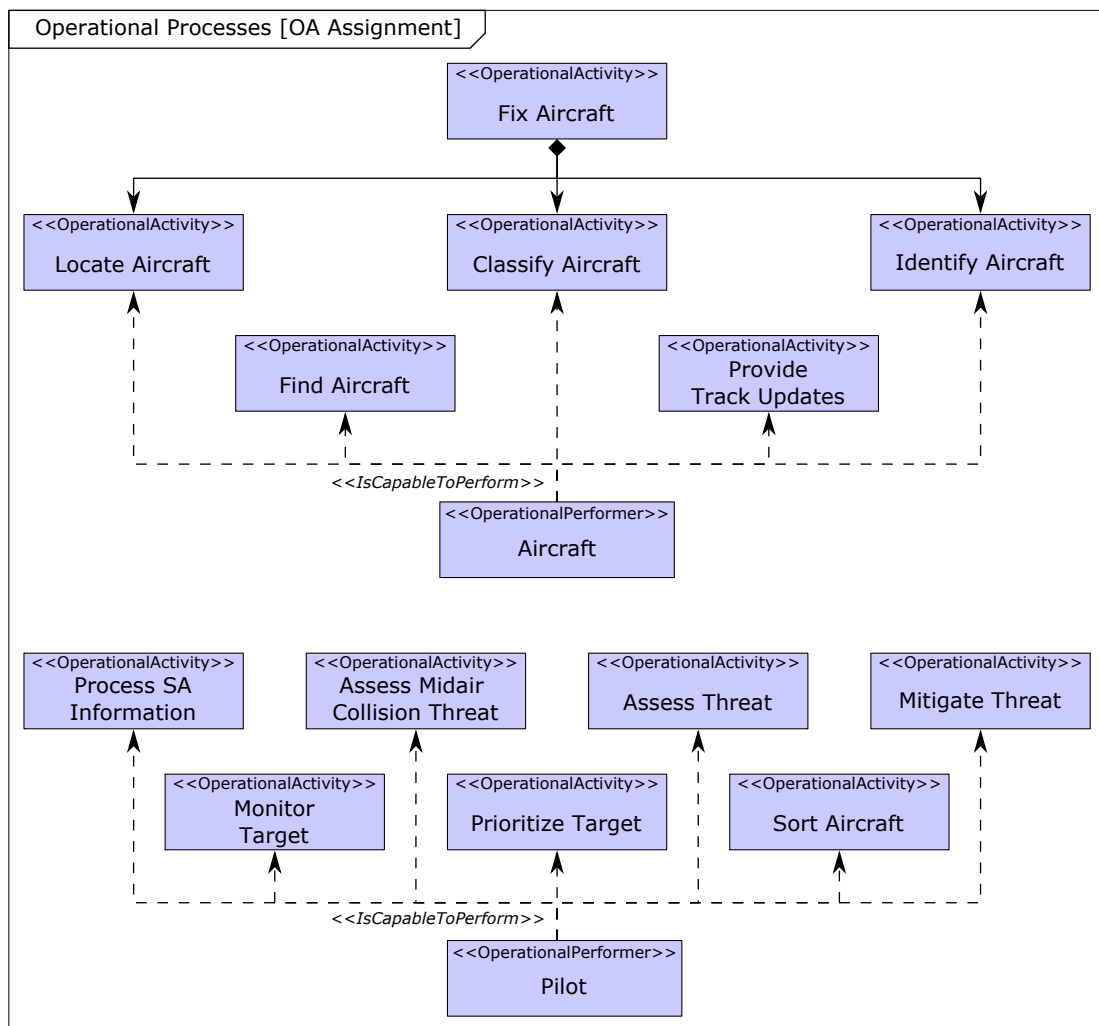 Operational Processes [OA Assignment]
<<OperationalActivity>>
Fix Aircraft
<<OperationalActivity>>
Locate Aircraft
<<OperationalActivity>>
Classify Aircraft
<<OperationalActivity>>
Identify Aircraft
<<OperationalActivity>>
Find Aircraft
<<OperationalActivity>>
Provide
Track Updates
<<IsCapableToPerform>>
<<OperationalPerformer>>
Aircraft
<<OperationalActivity>>
Process SA
Information
<<OperationalActivity>>
Assess Midair
Collision Threat
<<OperationalActivity>>
Assess Threat
<<OperationalActivity>>
Mitigate Threat
<<OperationalActivity>>
Monitor
Target
<<OperationalActivity>>
Prioritize Target
<<OperationalActivity>>
Sort Aircraft
<<IsCapableToPerform>>
<<OperationalPerformer>>
Pilot